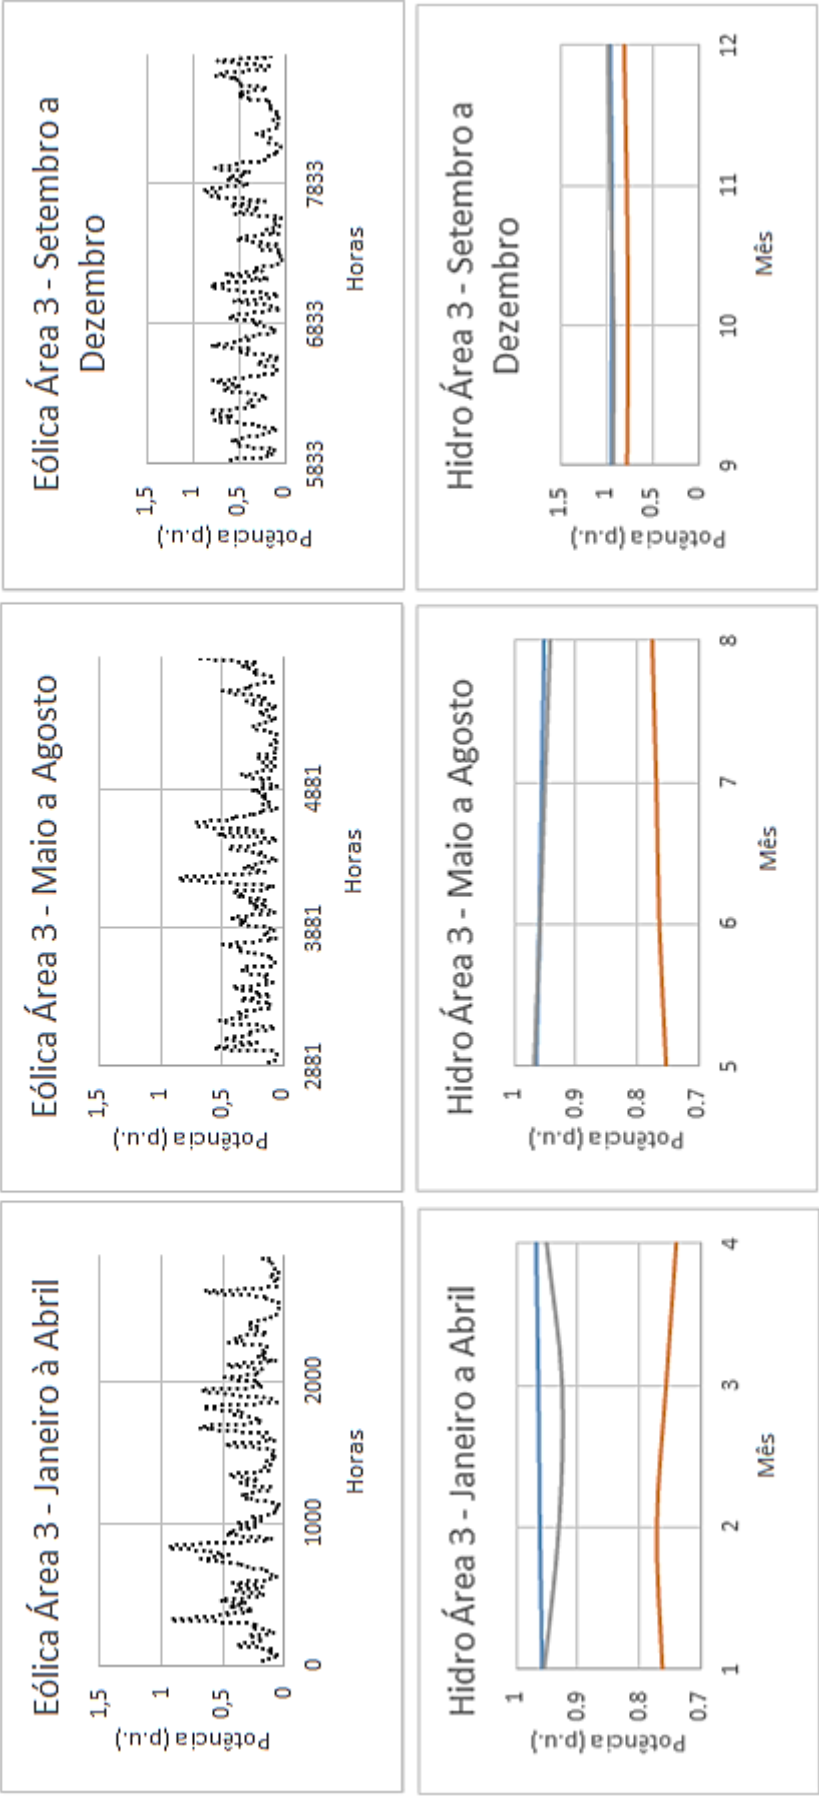 Eólica Área 3 - Janeiro à Abril
Potência (p.u.)
1,5
1
0,5
0
0
1000
2000
Horas
Eólica Área 3 - Maio a Agosto
Potência (p.u.)
1,5
1
0,5
0
2881
3881
4881
Horas
Eólica Área 3 - Setembro a
Dezembro
Potência (p.u.)
1,5
1
0,5
0
5833
6833
7833
Horas
Hidro Área 3 - Janeiro a Abril
Potência (p.u.)
1
0.9
0.8
0.7
1
2
3
4
Mês
Hidro Área 3 - Maio a Agosto
Potência (p.u.)
1
0.9
0.8
0.7
5
6
7
8
Mês
Hidro Área 3 - Setembro a
Dezembro
Potência (p.u.)
1.5
1
0.5
0
9
10
11
12
Mês